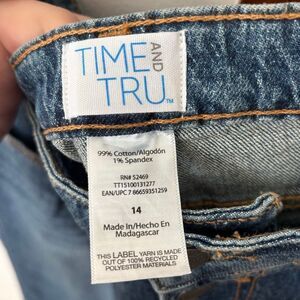 TIME AND
TRU™
99% Cotton/Algodón
1% Spandex
RN# 52469
TT15100131277
EAN/UPC 7 86659351259
14
Made In/Hecho En
Madagascar
THIS LABEL YARN IS MADE
OUT OF 100% RECYCLED
POLYESTER MATERIALS